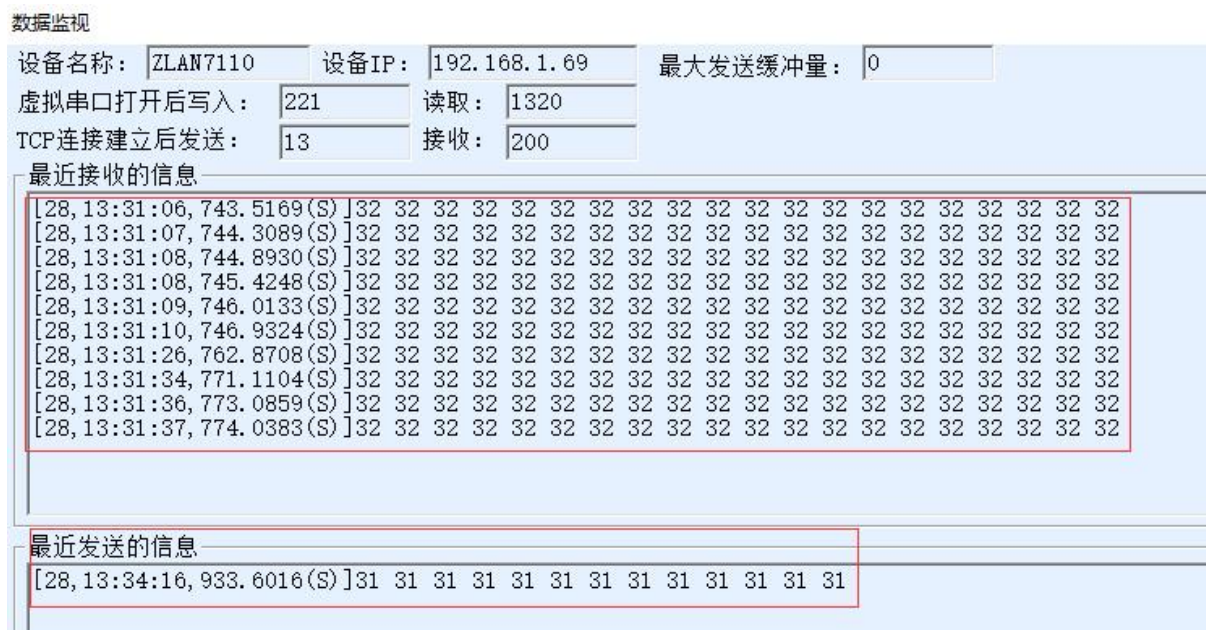 数据监视
设备名称： ZLAN7110 设备IP： 192.168.1.69 最大发送缓冲量： 0
虚拟串口打开后写入： 221 读取： 1320
TCP连接建立后发送： 13 接收： 200
最近接收的信息
[28,13:31:06,743.5169(S)]32 32 32 32 32 32 32 32 32 32 32 32 32 32 32 32 32 32 32 32
[28,13:31:07,744.3089(S)]32 32 32 32 32 32 32 32 32 32 32 32 32 32 32 32 32 32 32 32
[28,13:31:08,744.8930(S)]32 32 32 32 32 32 32 32 32 32 32 32 32 32 32 32 32 32 32 32
[28,13:31:08,745.4248(S)]32 32 32 32 32 32 32 32 32 32 32 32 32 32 32 32 32 32 32 32
[28,13:31:09,746.0133(S)]32 32 32 32 32 32 32 32 32 32 32 32 32 32 32 32 32 32 32 32
[28,13:31:10,746.9324(S)]32 32 32 32 32 32 32 32 32 32 32 32 32 32 32 32 32 32 32 32
[28,13:31:26,762.8708(S)]32 32 32 32 32 32 32 32 32 32 32 32 32 32 32 32 32 32 32 32
[28,13:31:34,771.1104(S)]32 32 32 32 32 32 32 32 32 32 32 32 32 32 32 32 32 32 32 32
[28,13:31:36,773.0859(S)]32 32 32 32 32 32 32 32 32 32 32 32 32 32 32 32 32 32 32 32
[28,13:31:37,774.0383(S)]32 32 32 32 32 32 32 32 32 32 32 32 32 32 32 32 32 32 32 32
最近发送的信息
[28,13:34:16,933.6016(S)]31 31 31 31 31 31 31 31 31 31 31 31 31